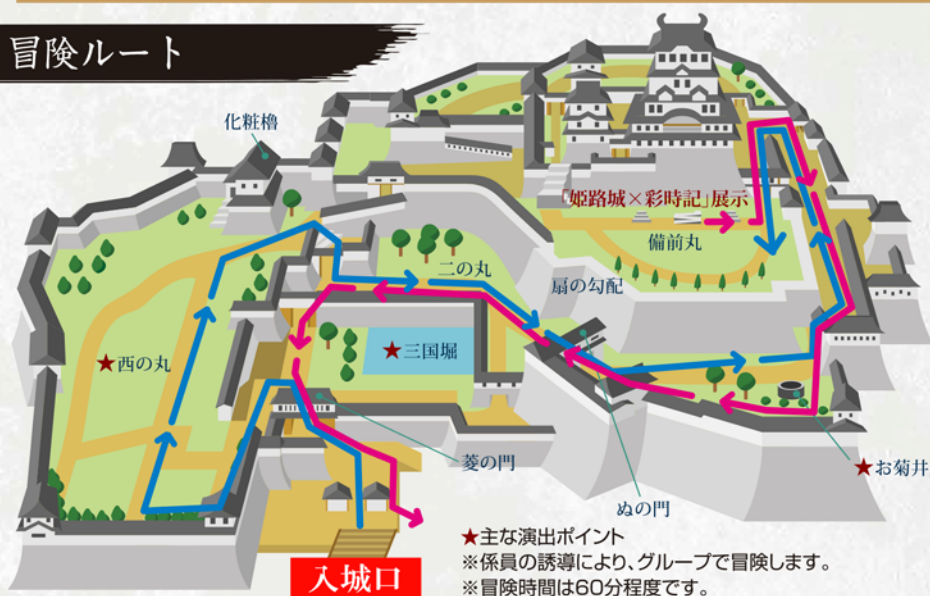 冒険ルート
化粧櫓
「姫路城×彩時記」展示
備前丸
二の丸
扇の勾配
★三国堀
★西の丸
菱の門
★お菊井
ぬの門
★主な演出ポイント
※係員の誘導により、グループで冒険します。
入城口
※冒険時間は60分程度です。